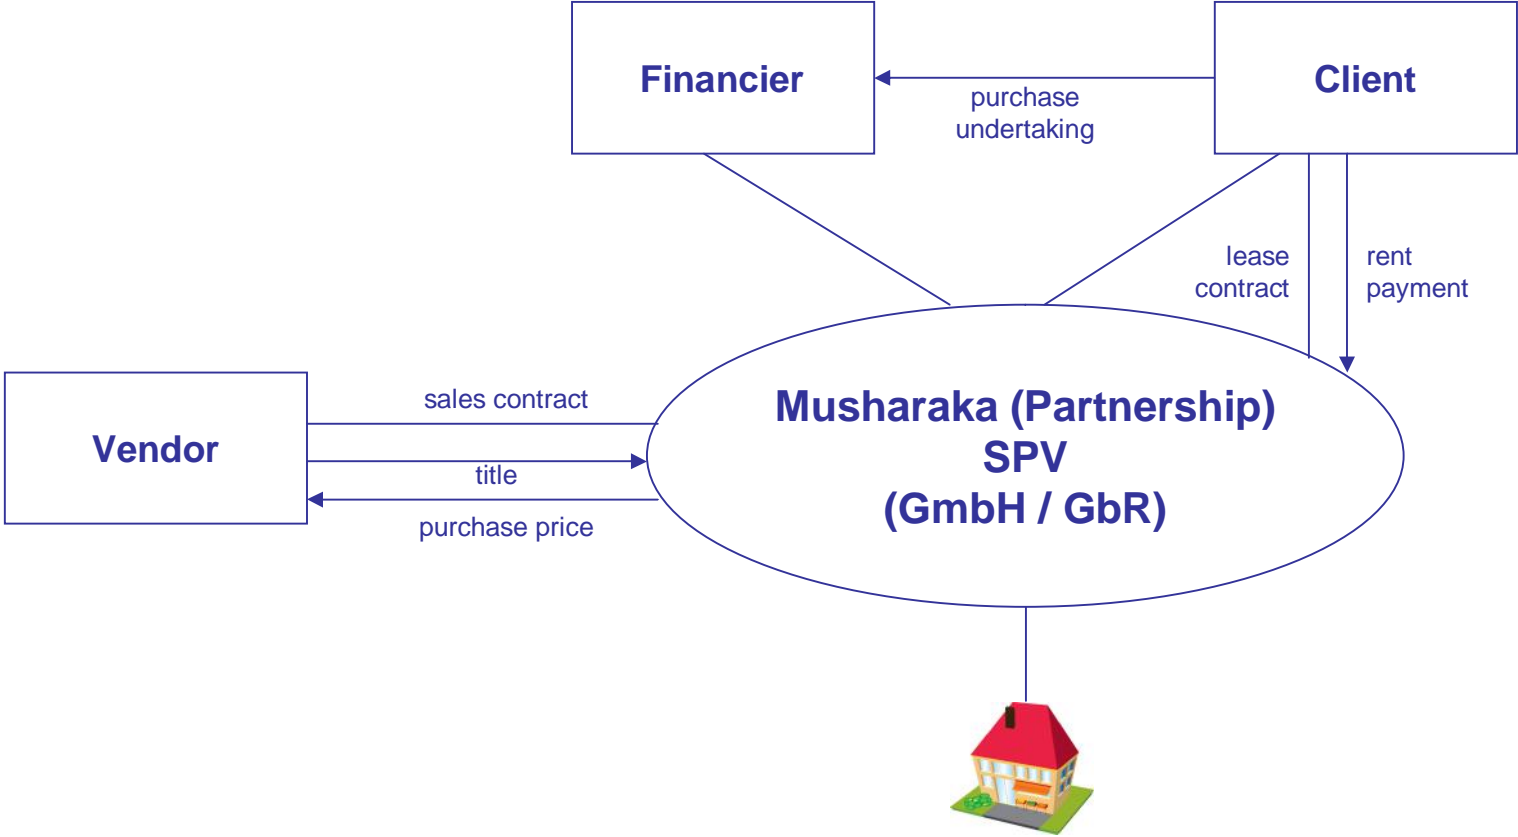 Financier
Client
purchase
undertaking
lease
contract
rent
payment
Vendor
sales contract
title
purchase price
Musharaka (Partnership)
SPV
(GmbH / GbR)